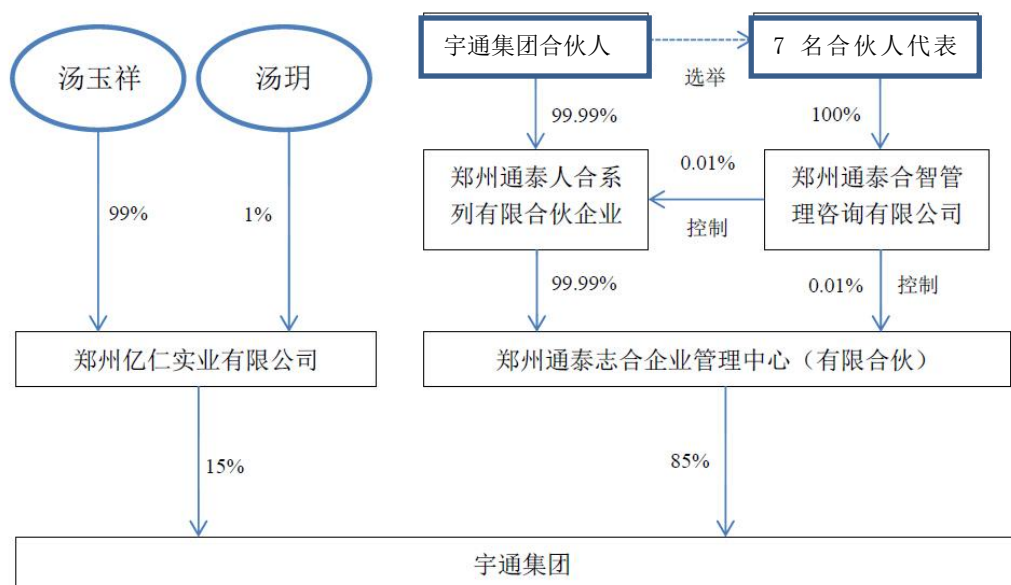 汤玉祥
汤玥
宇通集团合伙人
7 名合伙人代表
选举
99.99%
100%
99%
1%
郑州通泰人合系
列有限合伙企业
0.01%
控制
郑州通泰合智管
理咨询有限公司
99.99%
0.01%
控制
郑州亿仁实业有限公司
郑州通泰志合企业管理中心（有限合伙）
15%
85%
宇通集团